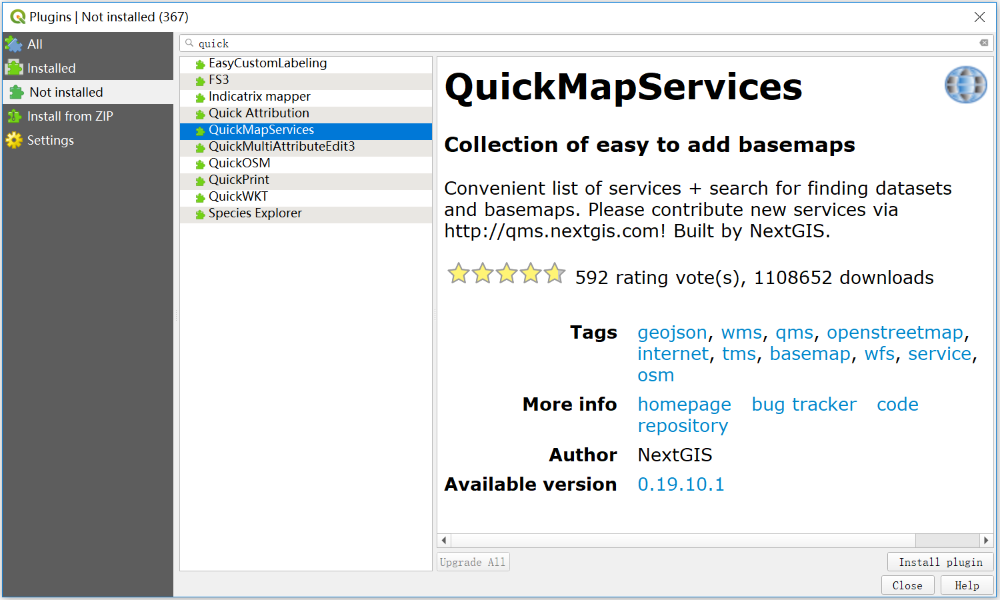 Plugins | Not installed (367)
All
Installed
Not installed
Install from ZIP
Settings
quick
EasyCustomLabeling
FS3
Indicatrix mapper
Quick Attribution
QuickMapServices
QuickMultiAttributeEdit3
QuickOSM
QuickPrint
QuickWKT
Species Explorer
QuickMapServices
Collection of easy to add basemaps
Convenient list of services + search for finding datasets
and basemaps. Please contribute new services via
http://qms.nextgis.com! Built by NextGIS.
592 rating vote(s), 1108652 downloads
Tags geojson, wms, qms, openstreetmap,
internet, tms, basemap, wfs, service,
osm
More info homepage bug tracker code
repository
Author NextGIS
Available version 0.19.10.1
Upgrade All
Install plugin
Close
Help